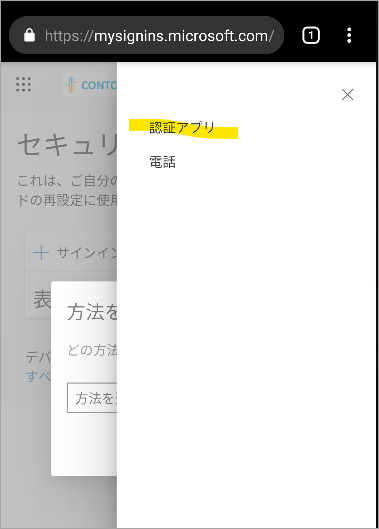 https://mysignins.microsoft.com/
1
CONTO
認証アプリ
電話
セキュリ
これは、ご自分の
ドの再設定に使用
サインイン
表
方法を
どの方法
デバ
すべ
方法を